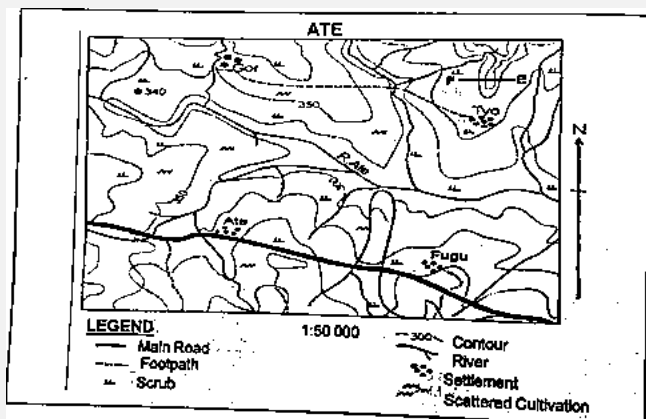 ATE
Gof
340
350
F
E
Tyo
R. Ate
N
Ate
Fugu
LEGEND
1:50 000
Main Road
Footpath
Scrub
300 Contour
River
Settlement
Scattered Cultivation